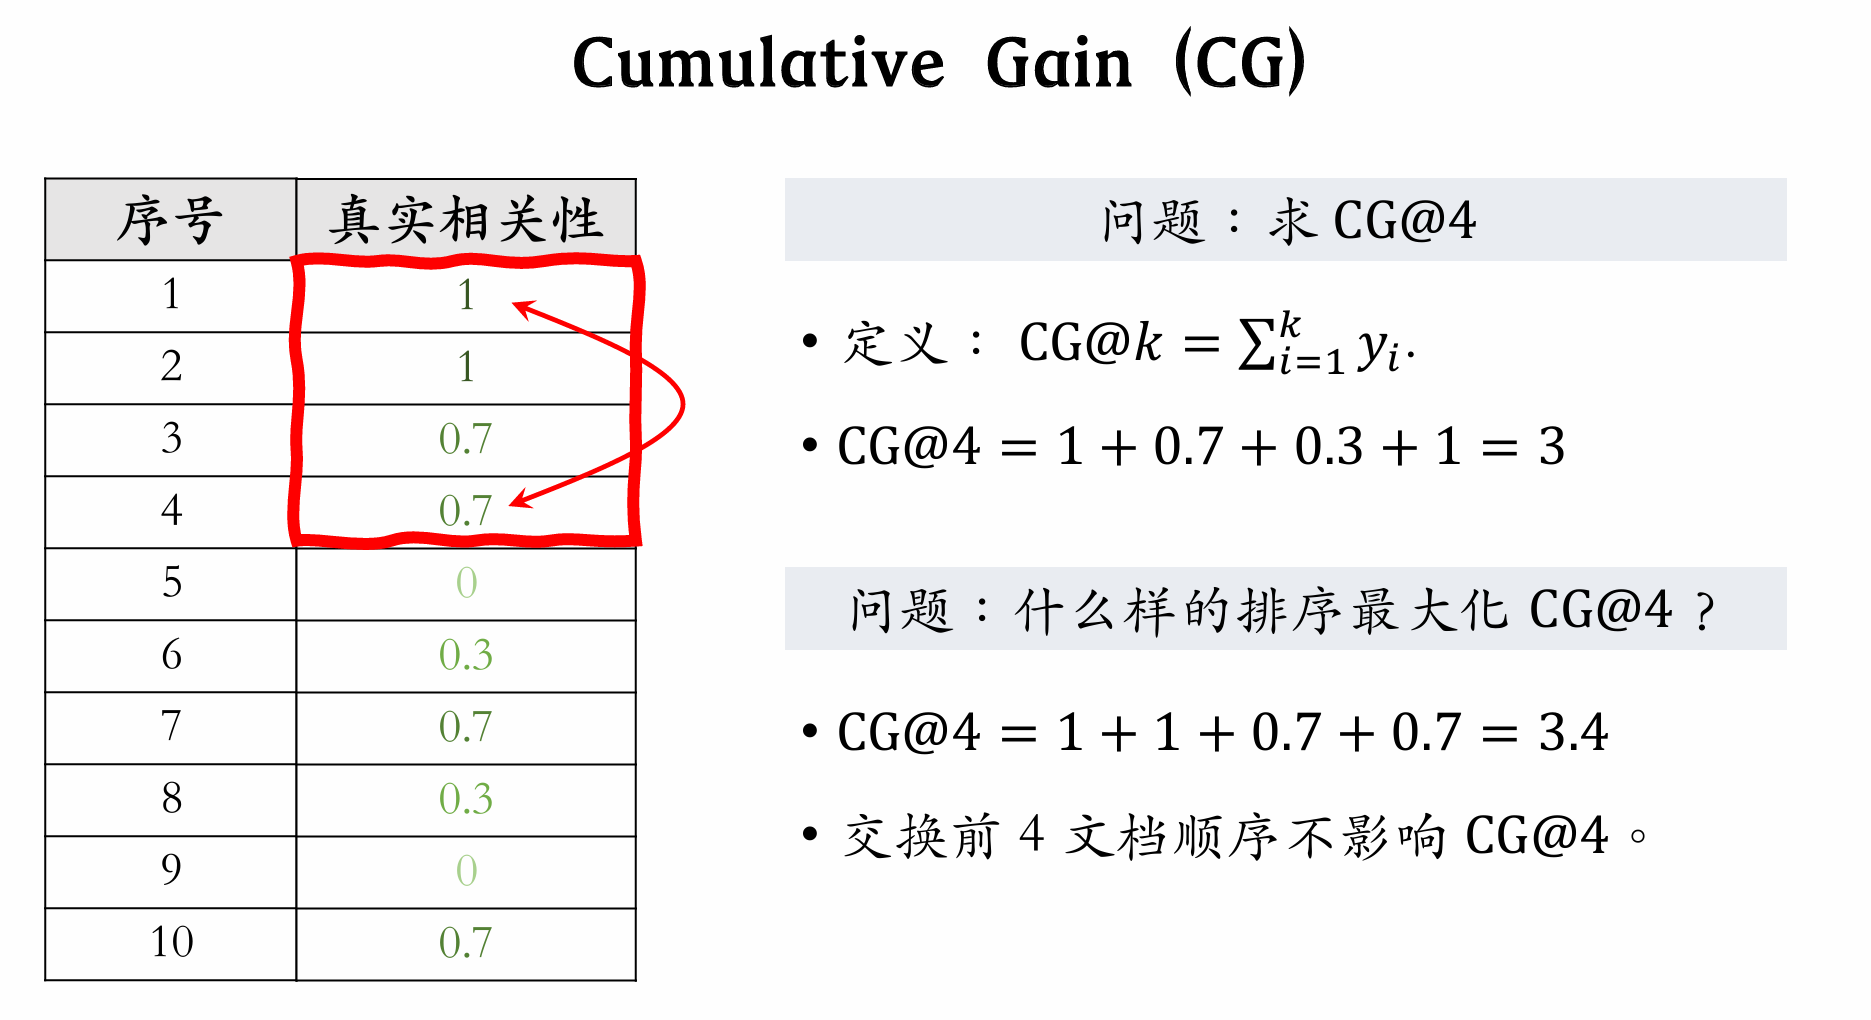 Cumulative Gain (CG)
序号 真实相关性
1 1
2 1
3 0.7
4 0.7
5 0
6 0.3
7 0.7
8 0.3
9 0
10 0.7
问题：求 CG@4
• 定义： CG@k = ∑_{i=1}^{k} y_i.
• CG@4 = 1 + 0.7 + 0.3 + 1 = 3
问题：什么样的排序最大化 CG@4 ?
• CG@4 = 1 + 1 + 0.7 + 0.7 = 3.4
• 交换前 4 文档顺序不影响 CG@4。